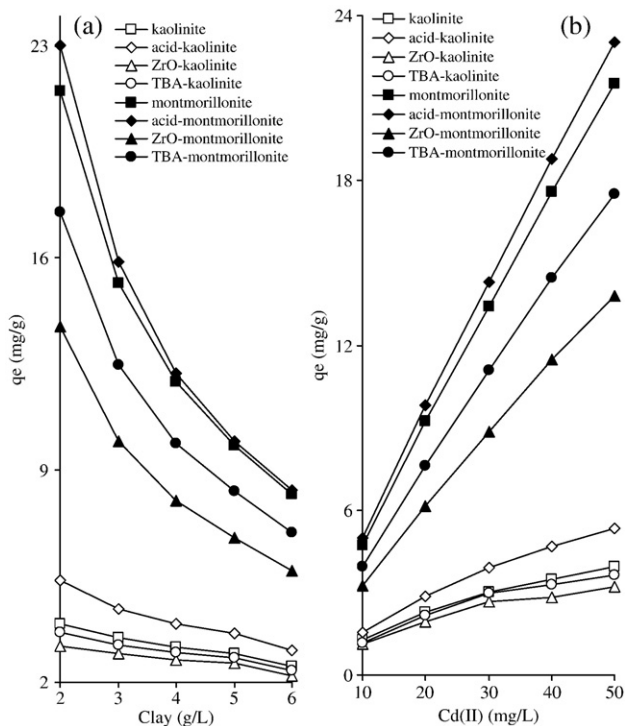 (a)
kaolinite
acid-kaolinite
ZrO-kaolinite
TBA-kaolinite
montmorillonite
acid-montmorillonite
ZrO-montmorillonite
TBA-montmorillonite
23
16
9
2
qe (mg/g)
2 3 4 5 6
Clay (g/L)
(b)
kaolinite
acid-kaolinite
ZrO-kaolinite
TBA-kaolinite
montmorillonite
acid-montmorillonite
ZrO-montmorillonite
TBA-montmorillonite
24
18
12
6
0
qe (mg/g)
10 20 30 40 50
Cd(II) (mg/L)